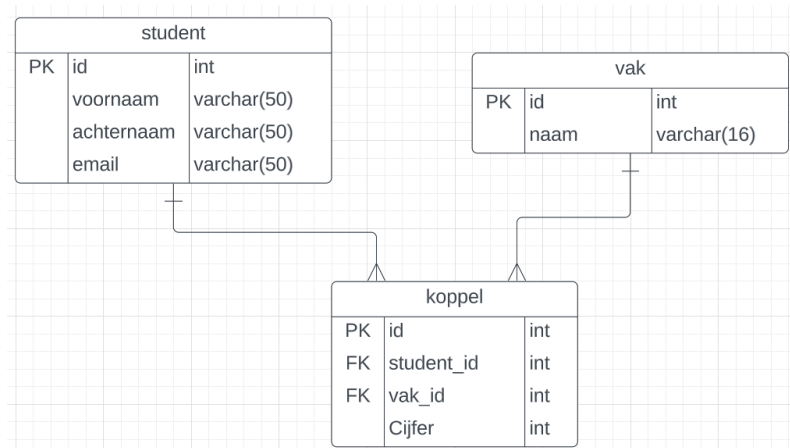 student
PK id int
voornaam varchar(50)
achternaam varchar(50)
email varchar(50)
vak
PK id int
naam varchar(16)
koppel
PK id int
FK student_id int
FK vak_id int
Cijfer int